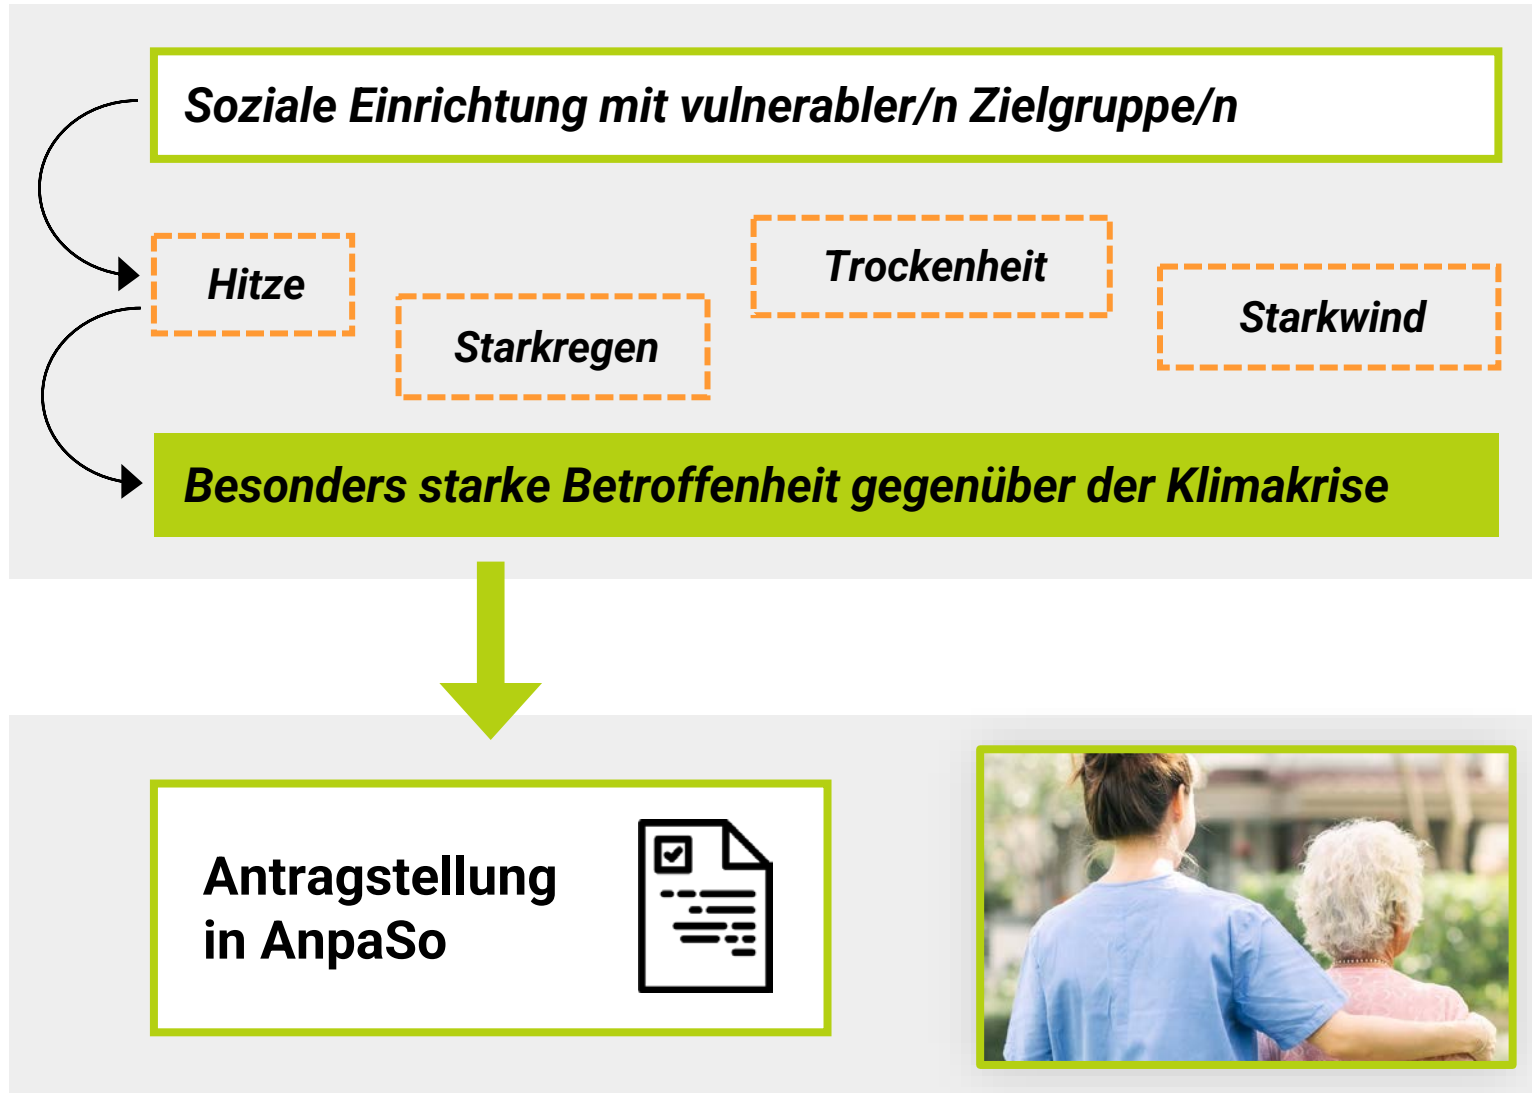 Soziale Einrichtung mit vulnerabler/n Zielgruppe/n
Hitze
Starkregen
Trockenheit
Starkwind
Besonders starke Betroffenheit gegenüber der Klimakrise
Antragstellung
in AnpaSo